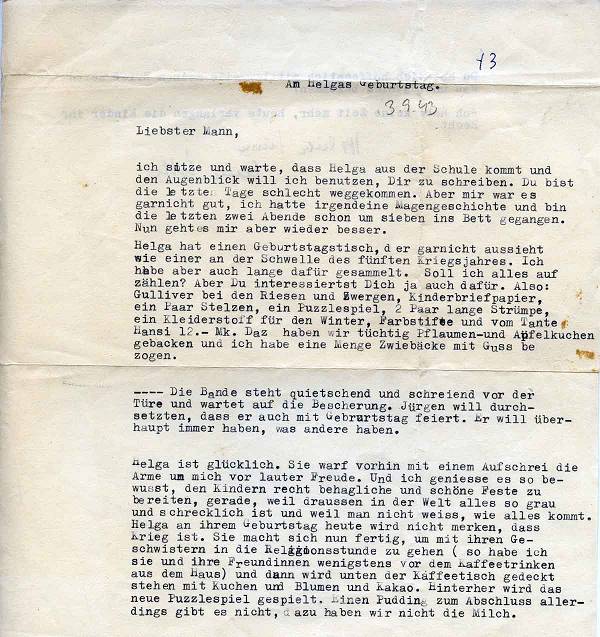 43
Am Helgas Geburtstag.
3.9.43
Liebster Mann,
ich sitze und warte, dass Helga aus der Schule kommt und
den Augenblick will ich benutzen, Dir zu schreiben. Du bist
die letzten Tage schlecht weggekommen. Aber mir war es
garnicht gut, ich hatte irgendeine Magengeschichte und bin
die letzten zwei Abende schon um sieben ins Bett gegangen.
Nun geht es mir aber wieder besser.
Helga hat einen Geburtstagstisch, der garnicht aussieht
wie einer an der Schwelle des fünften Kriegsjahres. Ich
habe aber auch lange dafür gesammelt. Soll ich alles auf
zählen? Aber Du interessierst Dich ja auch dafür. Also:
Gulliver bei den Riesen und Zwergen, Kinderbriefpapier,
ein Paar Stelzen, ein Puzzlespiel, 2 Paar lange Strümpe,
ein Kleiderstoff für den Winter, Farbstifte und vom Tante
Hansi 12.- Mk. Daz haben wir tüchtig Pflaumen-und Apfelkuchen
gebacken und ich habe eine Menge Zwiebäcke mit Guss be
zogen.
---- Die Bande steht quietschend und schreiend vor der
Türe und wartet auf die Bescherung. Jürgen will durch-
setzten, dass er auch mit Geburtstag feiert. Er will über-
haupt immer haben, was andere haben.
Helga ist glücklich. Sie warf vorhin mit einem Aufschrei die
Arme um mich vor lauter Freude. Und ich geniesse es so be-
wusst, den Kindern recht behagliche und schöne Feste zu
bereiten, gerade, weil draussen in der Welt alles so grau
und schrecklich ist und weil man nicht weiss, wie alles kommt.
Helga an ihrem Geburtstag heute wird nicht merken, dass
Krieg ist. Sie macht sich nun fertig, um mit ihren Ge-
schwistern in die Religionsstunde zu gehen ( so habe ich
sie und ihre Freundinnen wenigstens vor dem Kaffeetrinken
aus dem Haus) und dann wird unten der Kaffeetisch gedeckt
stehen mit Kuchen und Blumen und Kakao. Hinterher wird das
neue Puzzlespiel gespielt. Einen Pudding zum Abschluss aller-
dings gibt es nicht, dazu haben wir nicht die Milch.